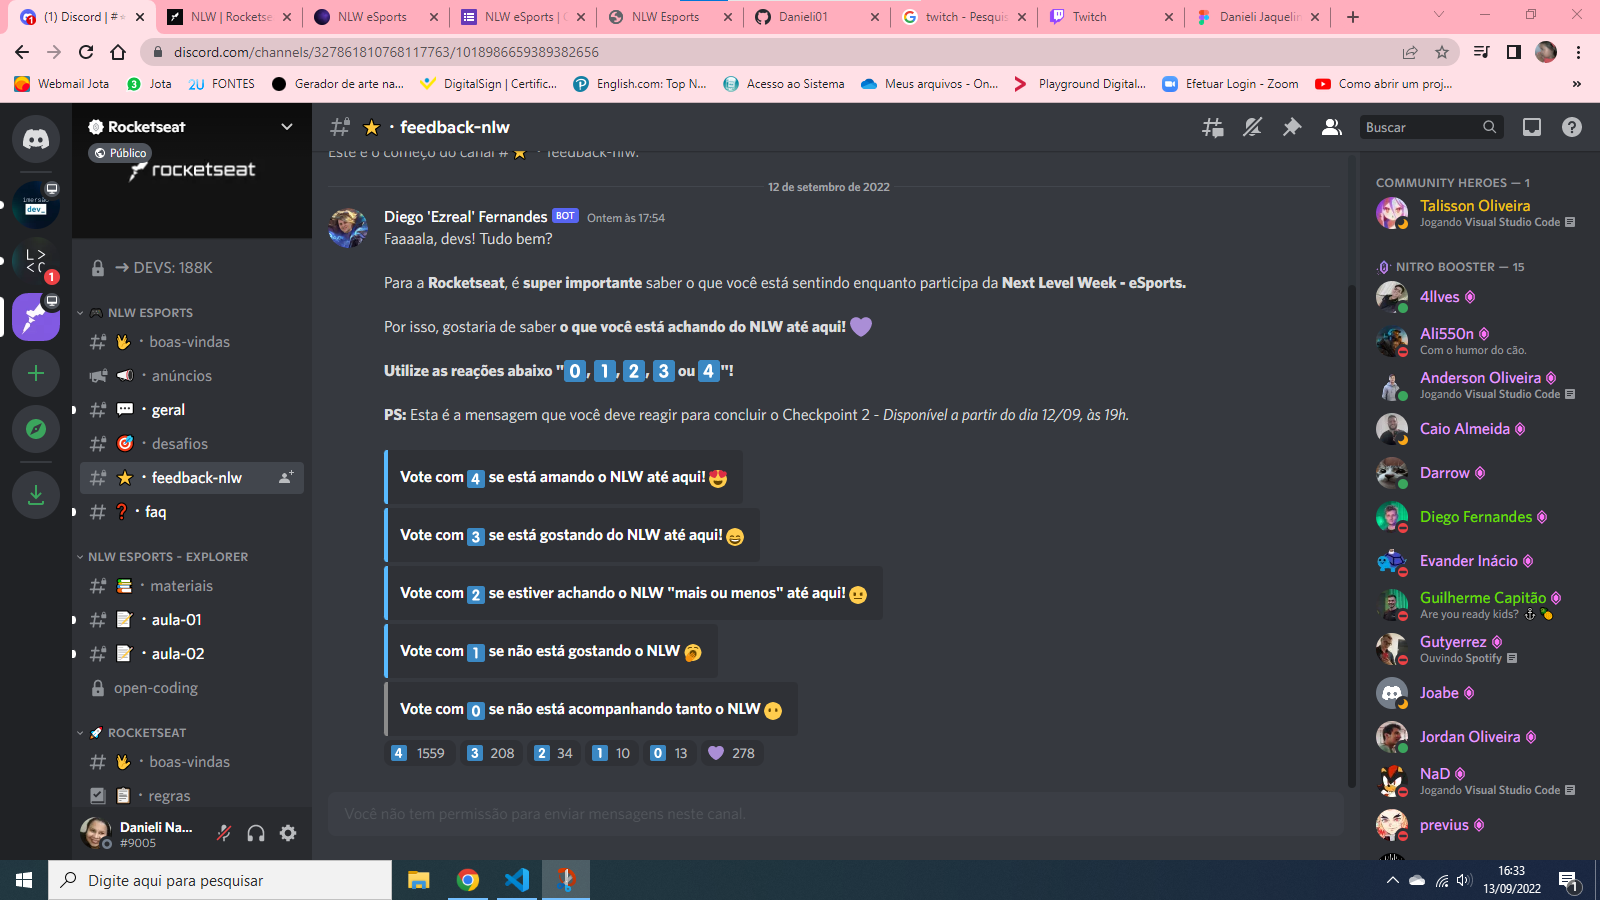 (1) Discord | #
NLW | Rocketse
NLW eSports
NLW eSports |
NLW Esports
Danieli01
twitch - Pesquis
Twitch
Danieli Jaquelin
discord.com/channels/327861810768117763/1018986659389382656
Webmail Jota
Jota
FONTES
Gerador de arte na...
DigitalSign | Certific...
English.com: Top N...
Acesso ao Sistema
Meus arquivos - On...
Playground Digital...
Efetuar Login - Zoom
Como abrir um proj...
Rocketseat
Público
rocketseat
→ DEVS: 188K
NLW ESPORTS
boas-vindas
anúncios
geral
desafios
feedback-nlw
faq
NLW ESPORTS - EXPLORER
materiais
aula-01
aula-02
open-coding
ROCKETSEAT
boas-vindas
regras
Danieli Na...
#9005
imersão
dev_
1
feedback-nlw
Buscar
Este é o começo do canal # ⭐・feedback-nlw.
12 de setembro de 2022
Diego 'Ezreal' Fernandes BOT Ontem às 17:54
Faaaala, devs! Tudo bem?
Para a Rocketseat, é super importante saber o que você está sentindo enquanto participa da Next Level Week - eSports.
Por isso, gostaria de saber o que você está achando do NLW até aqui! 💜
Utilize as reações abaixo "0, 1, 2, 3 ou 4"!
PS: Esta é a mensagem que você deve reagir para concluir o Checkpoint 2 - Disponível a partir do dia 12/09, às 19h.
Vote com 4 se está amando o NLW até aqui! 😍
Vote com 3 se está gostando do NLW até aqui! 😄
Vote com 2 se estiver achando o NLW "mais ou menos" até aqui! 😐
Vote com 1 se não está gostando o NLW 🥱
Vote com 0 se não está acompanhando tanto o NLW 😶
4 1559 3 208 2 34 1 10 0 13 💜 278
Você não tem permissão para enviar mensagens neste canal.
COMMUNITY HEROES — 1
Talisson Oliveira
Jogando Visual Studio Code
NITRO BOOSTER — 15
4llves
Ali550n
Com o humor do cão.
Anderson Oliveira
Jogando Visual Studio Code
Caio Almeida
Darrow
Diego Fernandes
Evander Inácio
Guilherme Capitão
Are you ready kids?
Gutyerrez
Ouvindo Spotify
Joabe
Jordan Oliveira
NaD
Jogando Visual Studio Code
previus
Digite aqui para pesquisar
16:33
13/09/2022
1